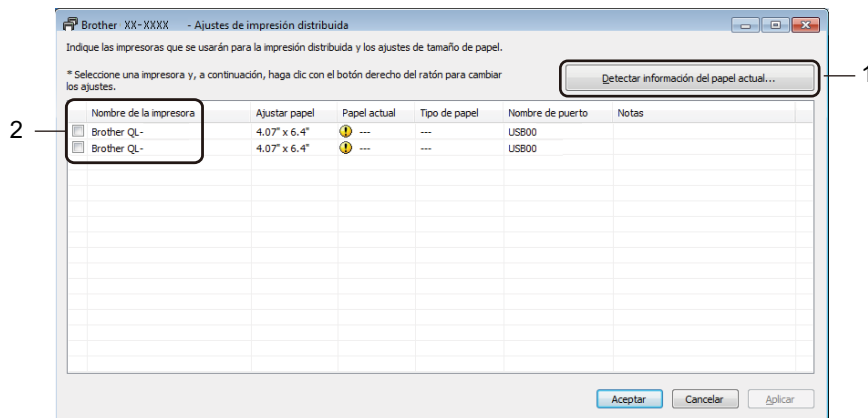 Brother XX-XXXX - Ajustes de impresión distribuida
Indique las impresoras que se usarán para la impresión distribuida y los ajustes de tamaño de papel.
* Seleccione una impresora y, a continuación, haga clic con el botón derecho del ratón para cambiar
los ajustes.
Detectar información del papel actual...
1
2
Nombre de la impresora Ajustar papel Papel actual Tipo de papel Nombre de puerto Notas
Brother QL- 4.07" x 6.4" --- --- USB00
Brother QL- 4.07" x 6.4" --- --- USB00
Aceptar Cancelar Aplicar